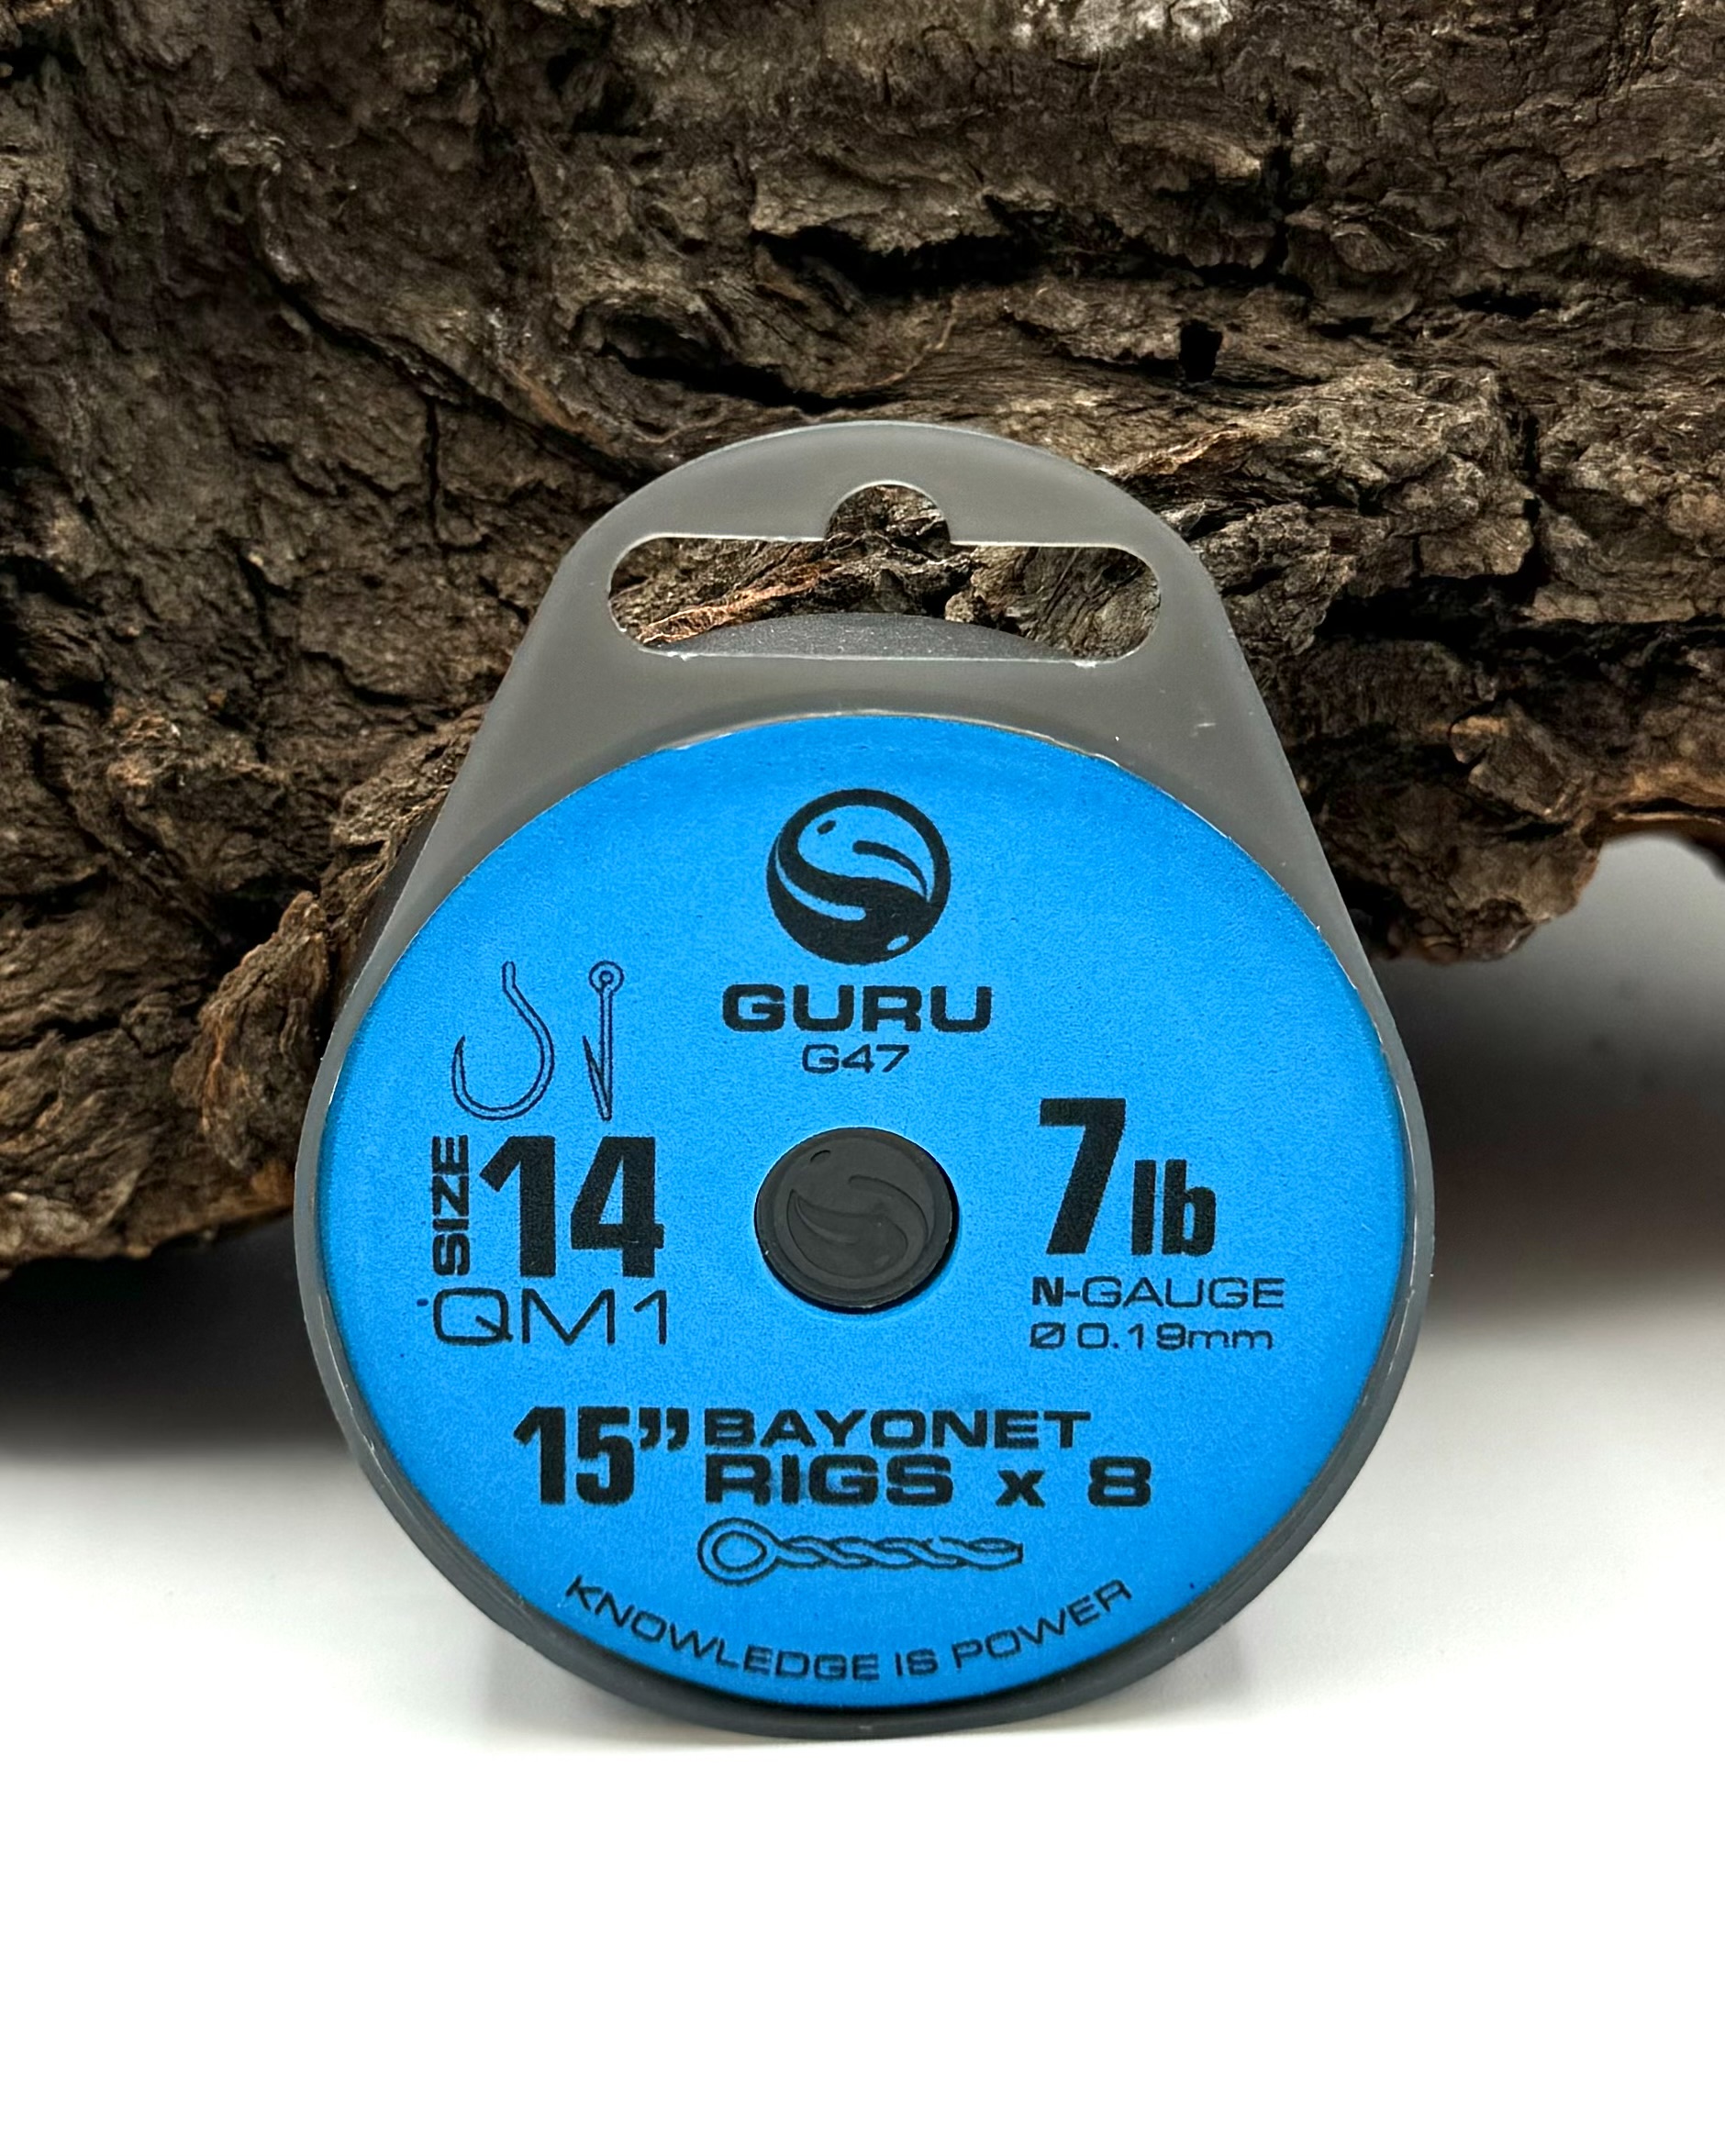 GURU
G47
SIZE 14
QM1
7lb
N-GAUGE
Ø 0.19mm
15” BAYONET
RIGS x 8
KNOWLEDGE IS POWER